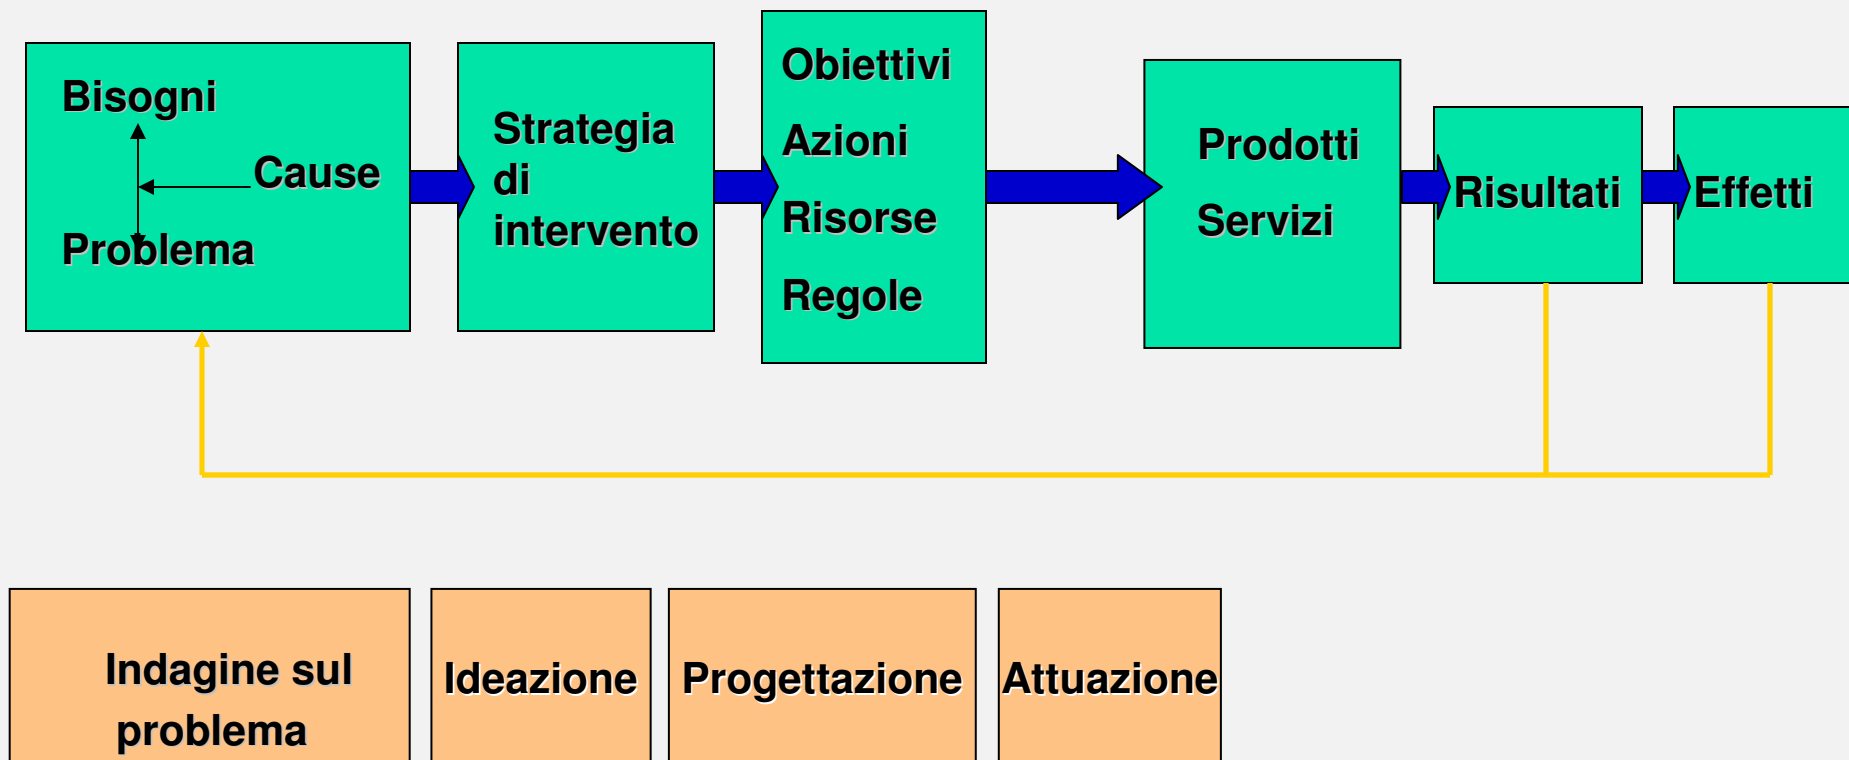 Bisogni
Cause
Problema
Strategia
di
intervento
Obiettivi
Azioni
Risorse
Regole
Prodotti
Servizi
Risultati
Effetti
Indagine sul
problema
Ideazione
Progettazione
Attuazione